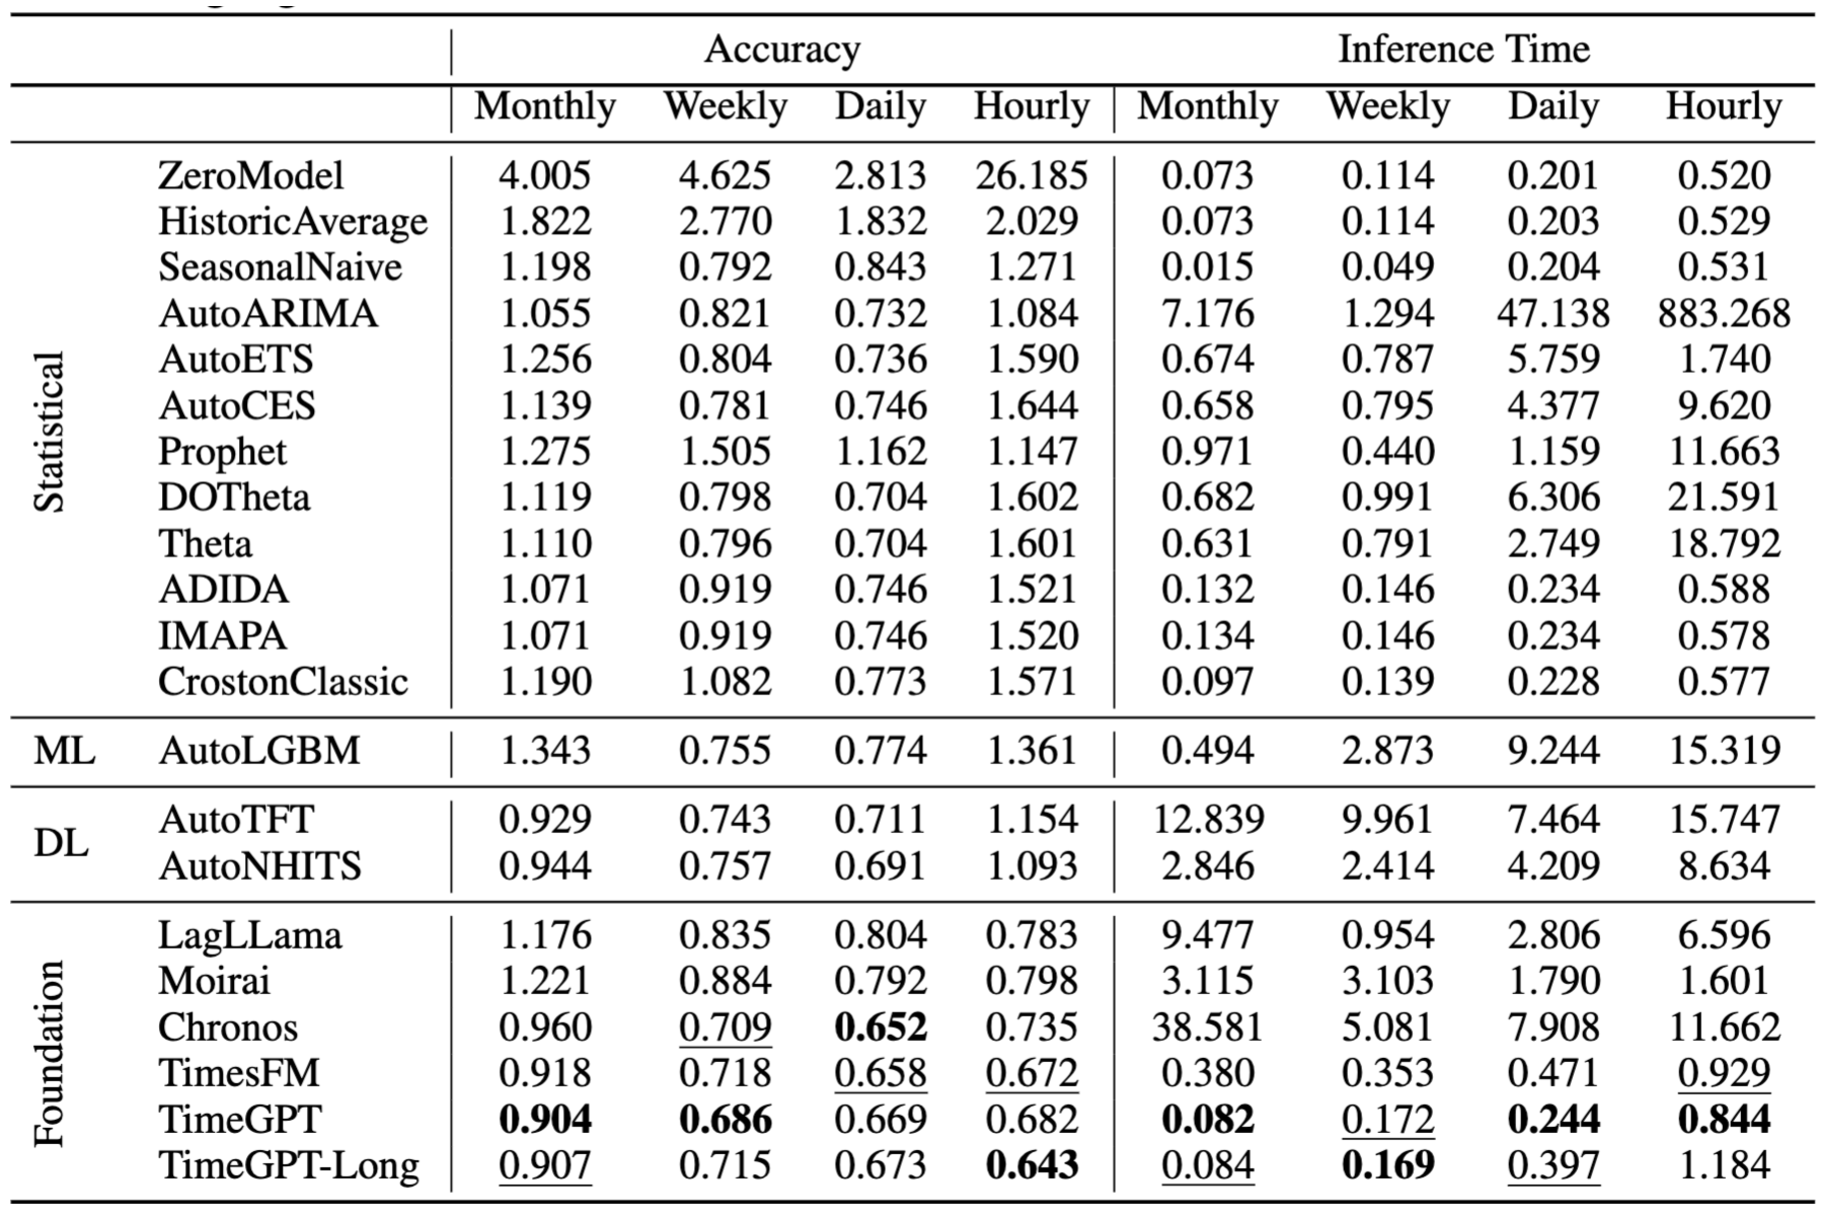 Accuracy Inference Time
Monthly Weekly Daily Hourly Monthly Weekly Daily Hourly
Statistical
ZeroModel 4.005 4.625 2.813 26.185 0.073 0.114 0.201 0.520
HistoricAverage 1.822 2.770 1.832 2.029 0.073 0.114 0.203 0.529
SeasonalNaive 1.198 0.792 0.843 1.271 0.015 0.049 0.204 0.531
AutoARIMA 1.055 0.821 0.732 1.084 7.176 1.294 47.138 883.268
AutoETS 1.256 0.804 0.736 1.590 0.674 0.787 5.759 1.740
AutoCES 1.139 0.781 0.746 1.644 0.658 0.795 4.377 9.620
Prophet 1.275 1.505 1.162 1.147 0.971 0.440 1.159 11.663
DOTheta 1.119 0.798 0.704 1.602 0.682 0.991 6.306 21.591
Theta 1.110 0.796 0.704 1.601 0.631 0.791 2.749 18.792
ADIDA 1.071 0.919 0.746 1.521 0.132 0.146 0.234 0.588
IMAPA 1.071 0.919 0.746 1.520 0.134 0.146 0.234 0.578
CrostonClassic 1.190 1.082 0.773 1.571 0.097 0.139 0.228 0.577
ML AutoLGBM 1.343 0.755 0.774 1.361 0.494 2.873 9.244 15.319
DL
AutoTFT 0.929 0.743 0.711 1.154 12.839 9.961 7.464 15.747
AutoNHITS 0.944 0.757 0.691 1.093 2.846 2.414 4.209 8.634
Foundation
LagLLama 1.176 0.835 0.804 0.783 9.477 0.954 2.806 6.596
Moirai 1.221 0.884 0.792 0.798 3.115 3.103 1.790 1.601
Chronos 0.960 0.709 0.652 0.735 38.581 5.081 7.908 11.662
TimesFM 0.918 0.718 0.658 0.672 0.380 0.353 0.471 0.929
TimeGPT 0.904 0.686 0.669 0.682 0.082 0.172 0.244 0.844
TimeGPT-Long 0.907 0.715 0.673 0.643 0.084 0.169 0.397 1.184